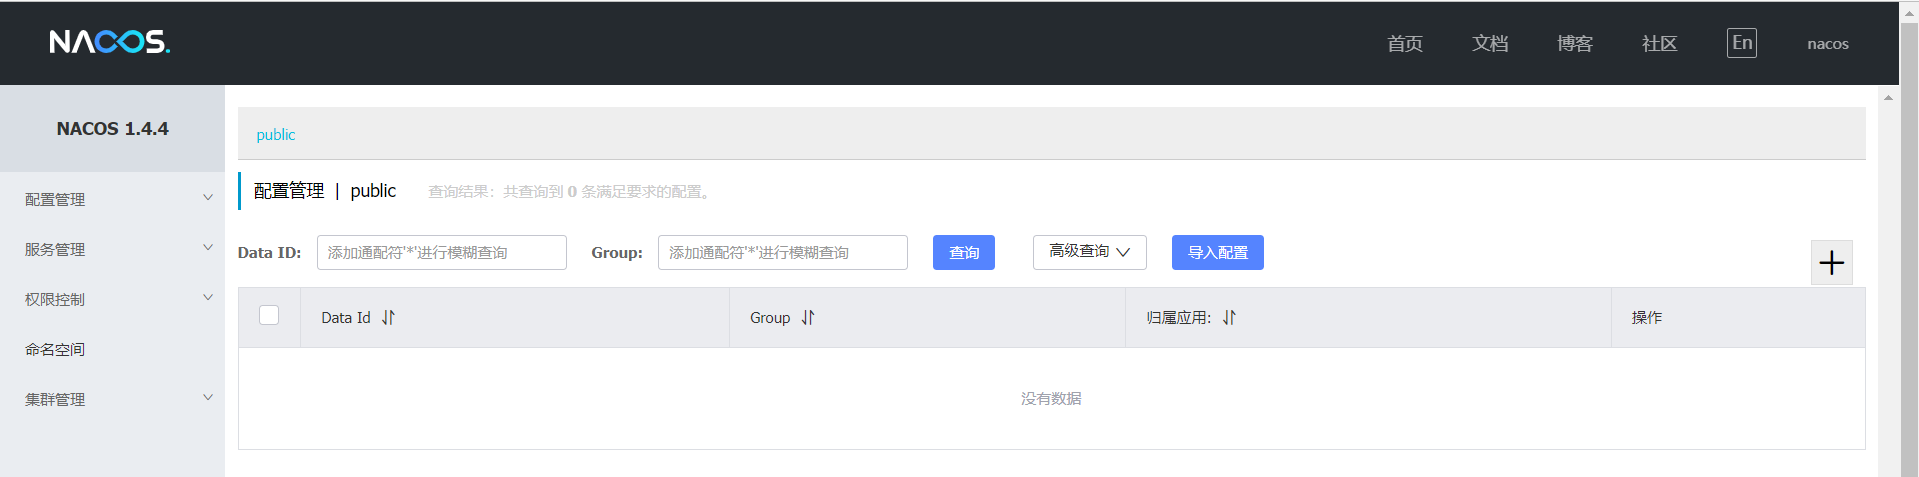 NACOS.
首页 文档 博客 社区 En nacos
NACOS 1.4.4
配置管理
服务管理
权限控制
命名空间
集群管理
public
配置管理 | public 查询结果：共查询到 0 条满足要求的配置。
Data ID: 添加通配符'*'进行模糊查询 Group: 添加通配符'*'进行模糊查询 查询 高级查询 导入配置
Data Id Group 归属应用: 操作
没有数据